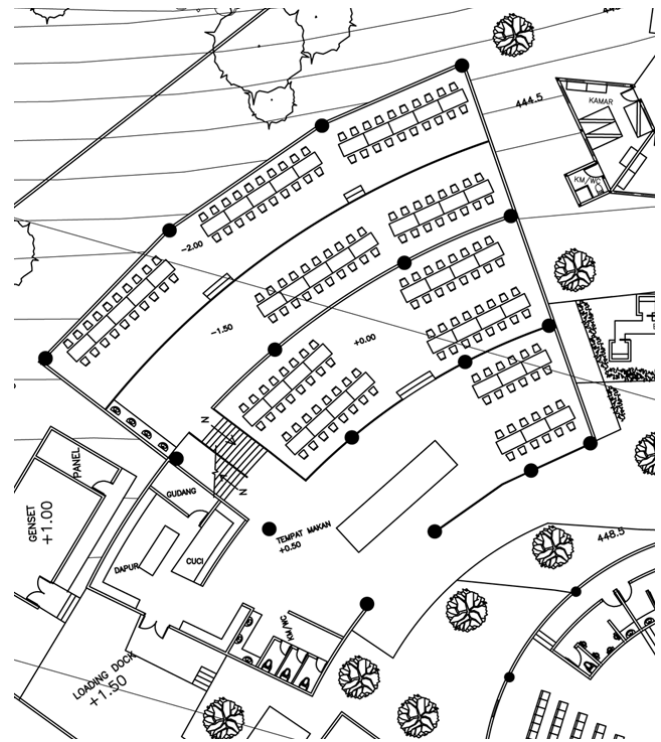 444.5
KAMAR
KM/WC
-2.00
-1.50
+0.00
N
PANEL
GUDANG
N
GENSET
+1.00
TEMPAT MAKAN
+0.50
DAPUR
CUCI
448.5
KM/WC
LOADING DOCK
+1.50